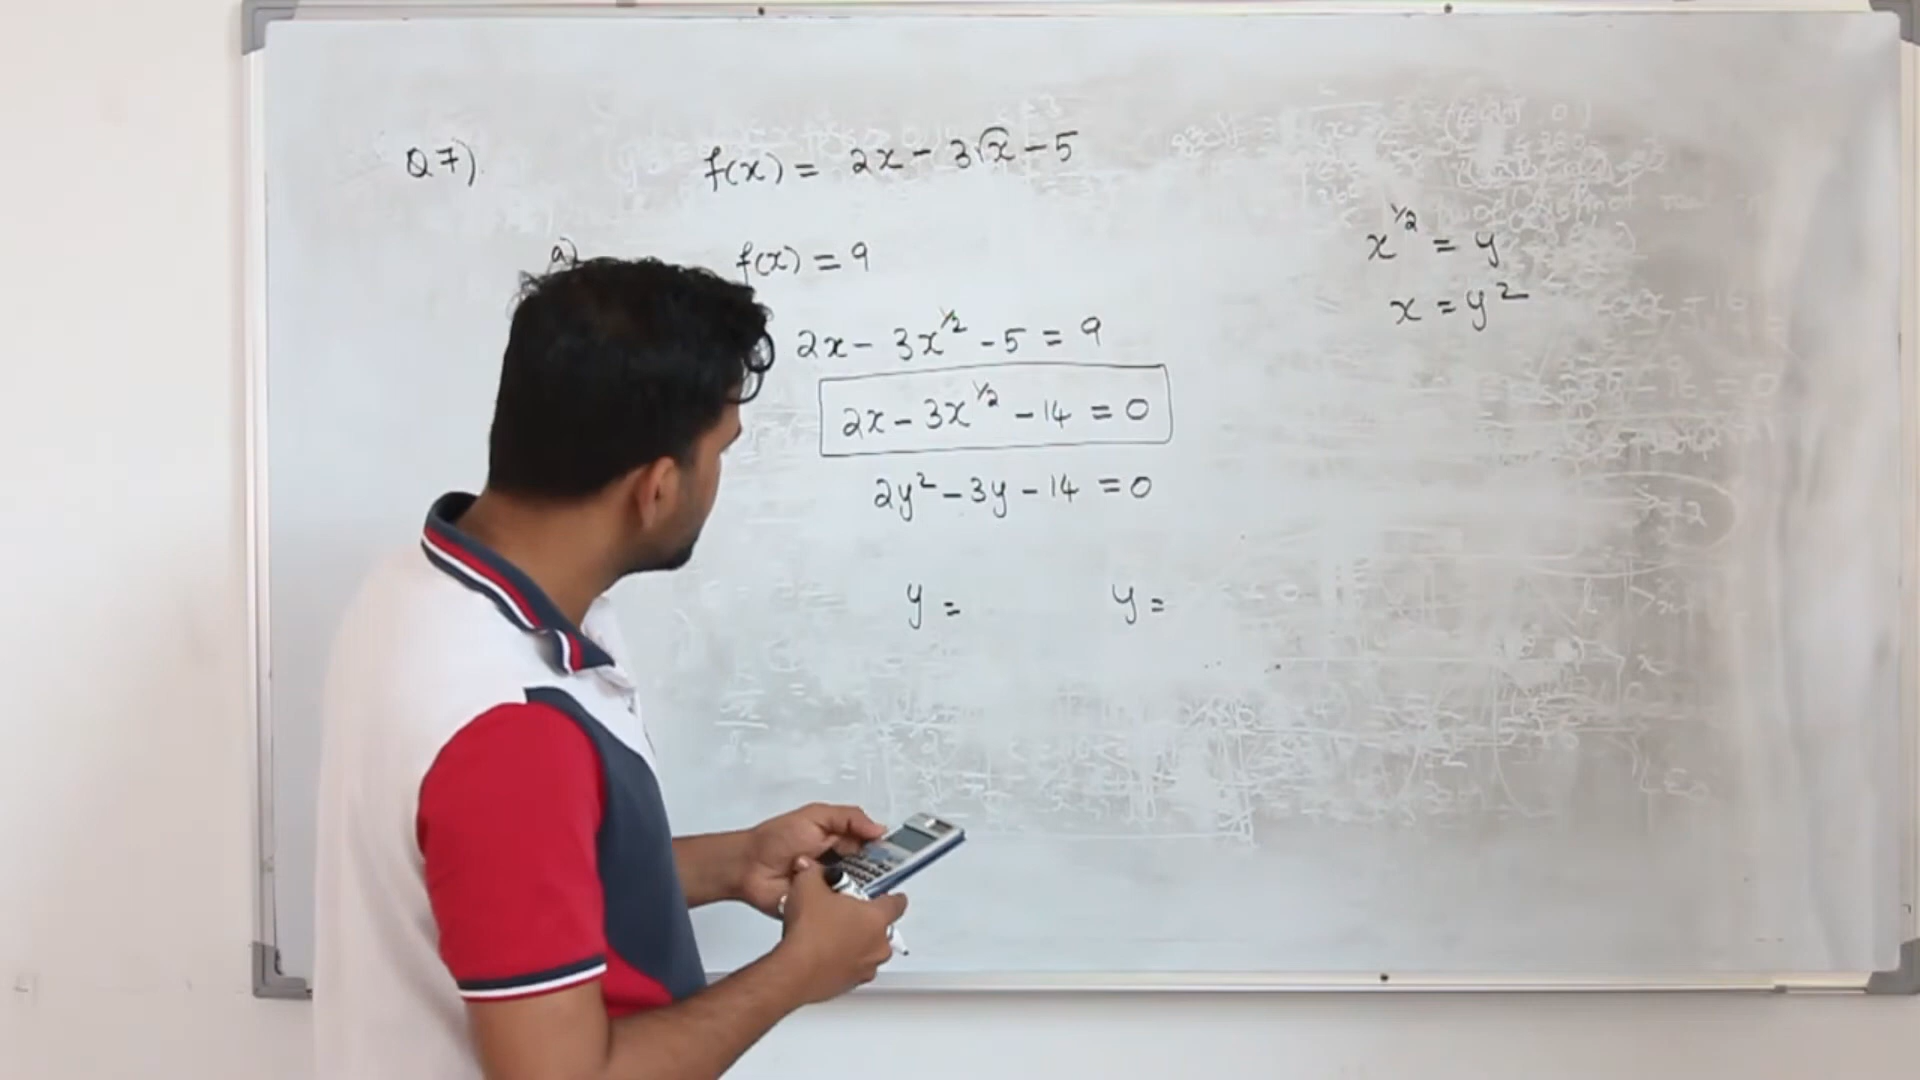 Q7).
f(x) = 2x - 3√x - 5
a)
f(x) = 9
2x - 3x^{1/2} - 5 = 9
2x - 3x^{1/2} - 14 = 0
2y² - 3y - 14 = 0
y =
y =
x^{1/2} = y
x = y²